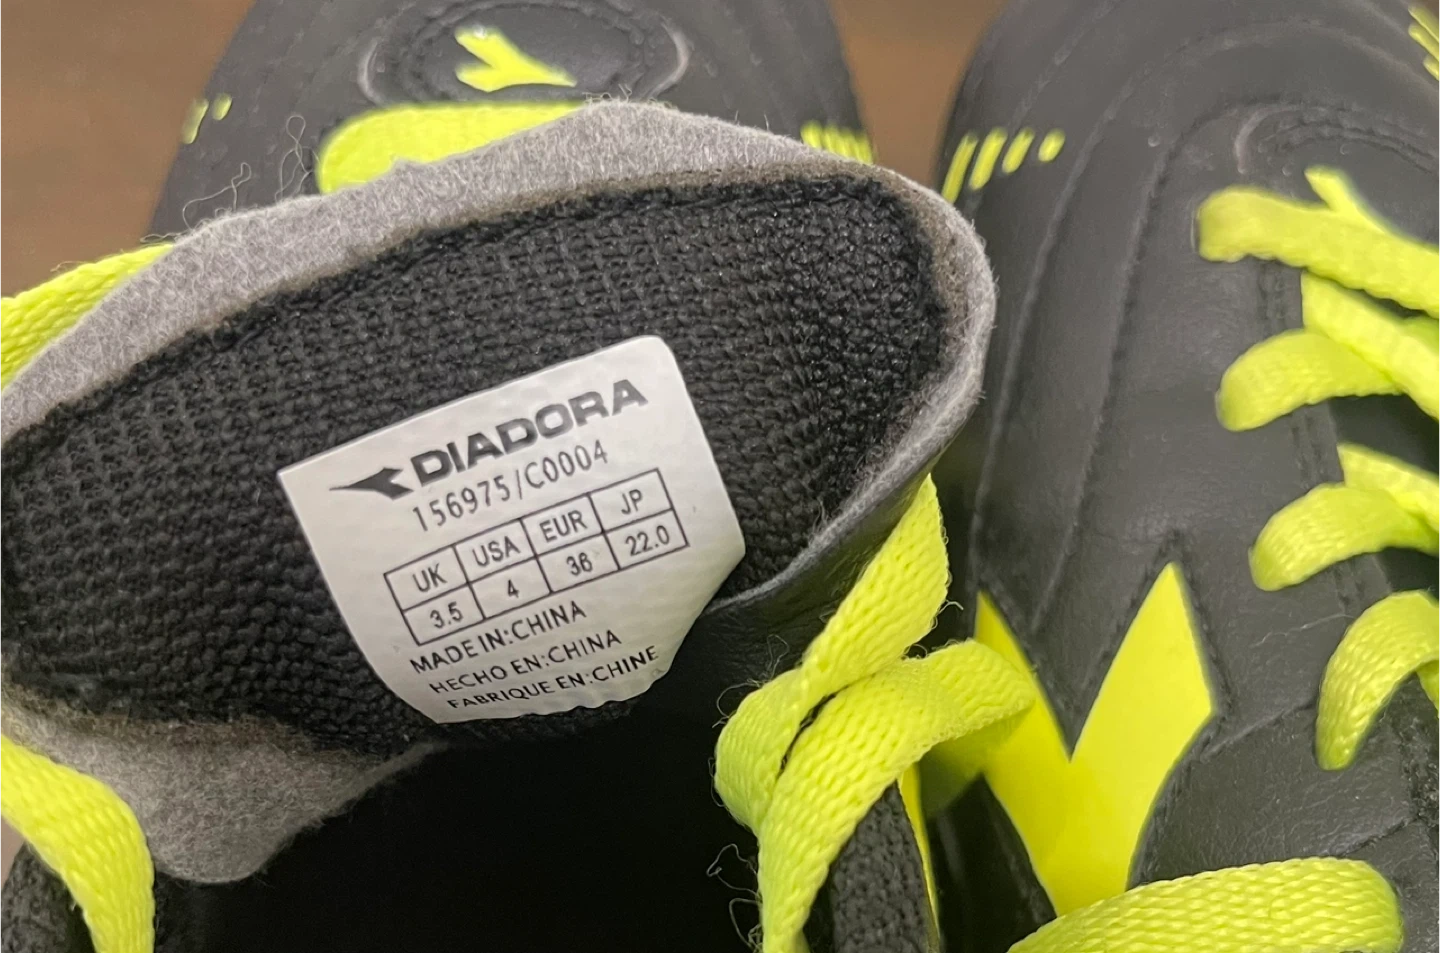 DIADORA
156975/C0004
UK USA EUR JP
3.5 4 36 22.0
MADE IN:CHINA
HECHO EN:CHINA
FABRIQUE EN:CHINE